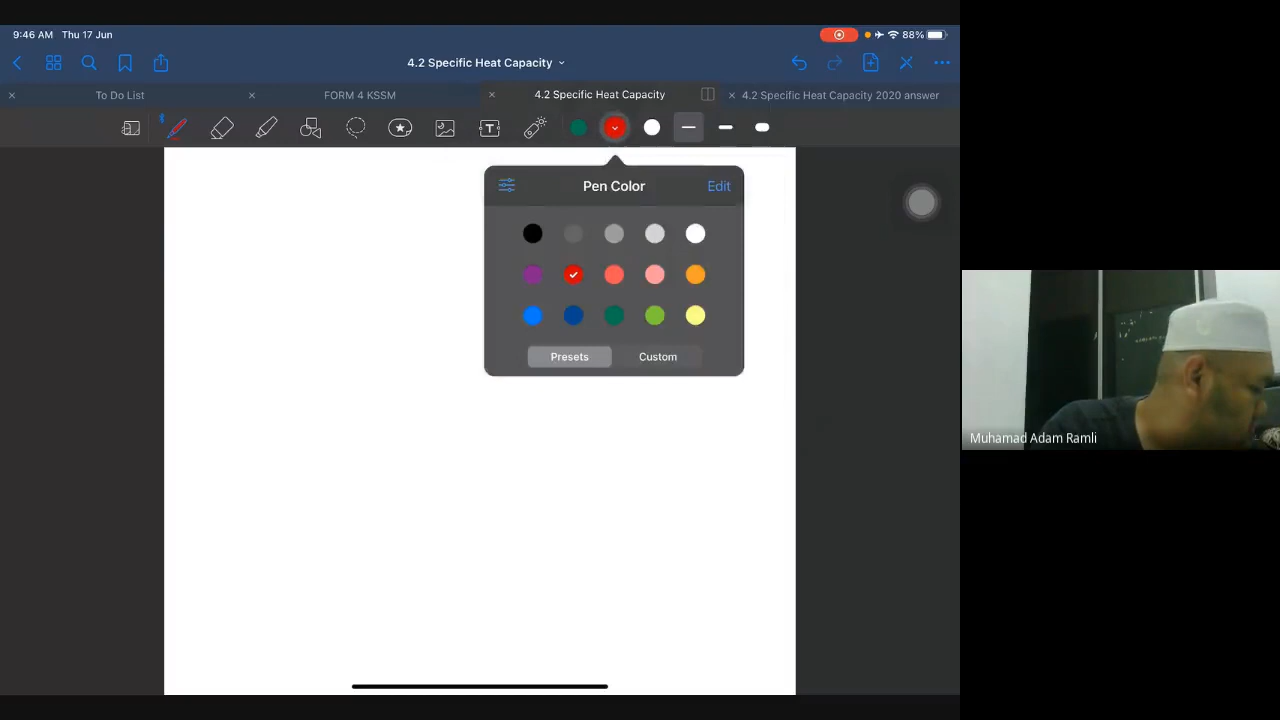 9:46 AM Thu 17 Jun
88%
4.2 Specific Heat Capacity
To Do List
FORM 4 KSSM
4.2 Specific Heat Capacity
4.2 Specific Heat Capacity 2020 answer
T
Pen Color
Edit
Presets
Custom
Muhamad Adam Ramli